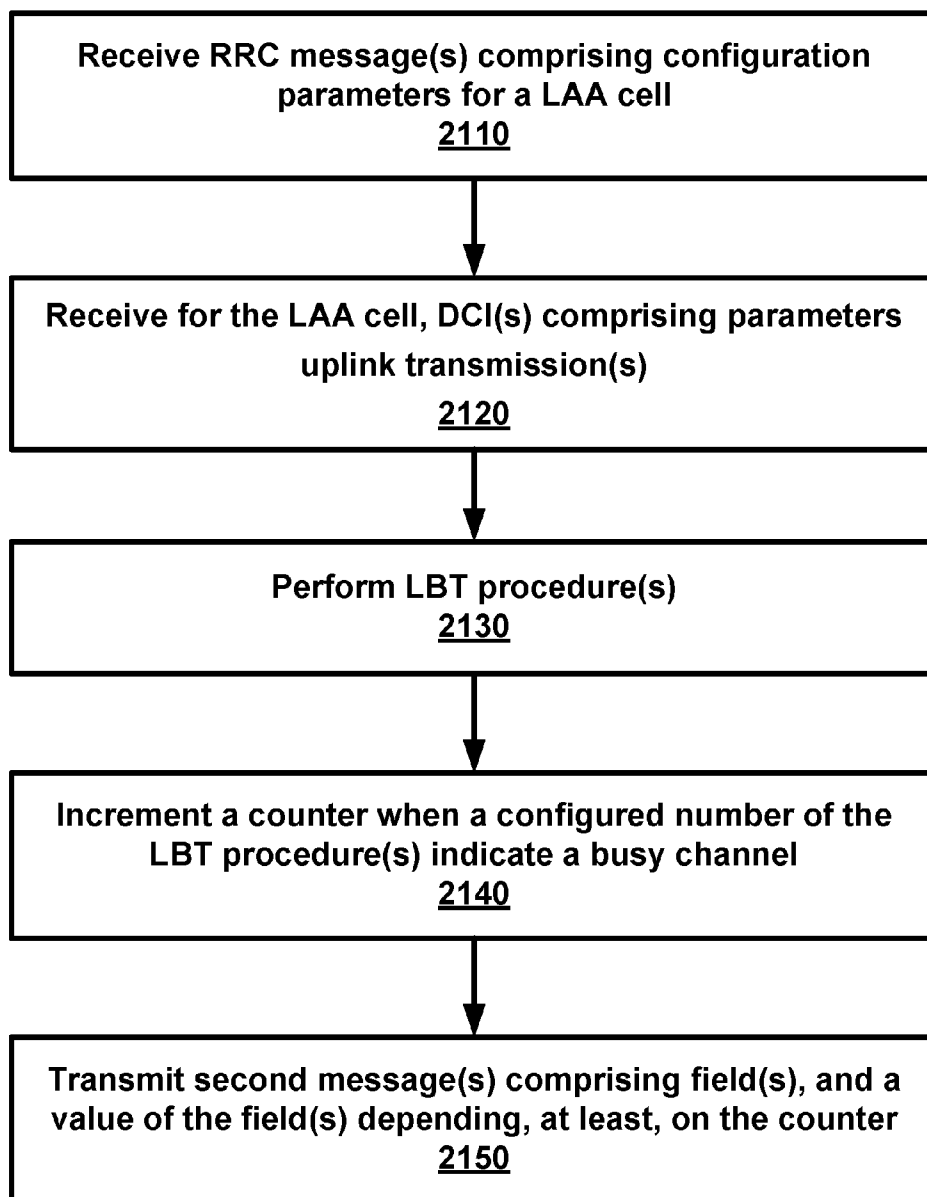 Receive RRC message(s) comprising configuration
parameters for a LAA cell
2110
Receive for the LAA cell, DCI(s) comprising parameters
uplink transmission(s)
2120
Perform LBT procedure(s)
2130
Increment a counter when a configured number of the
LBT procedure(s) indicate a busy channel
2140
Transmit second message(s) comprising field(s), and a
value of the field(s) depending, at least, on the counter
2150